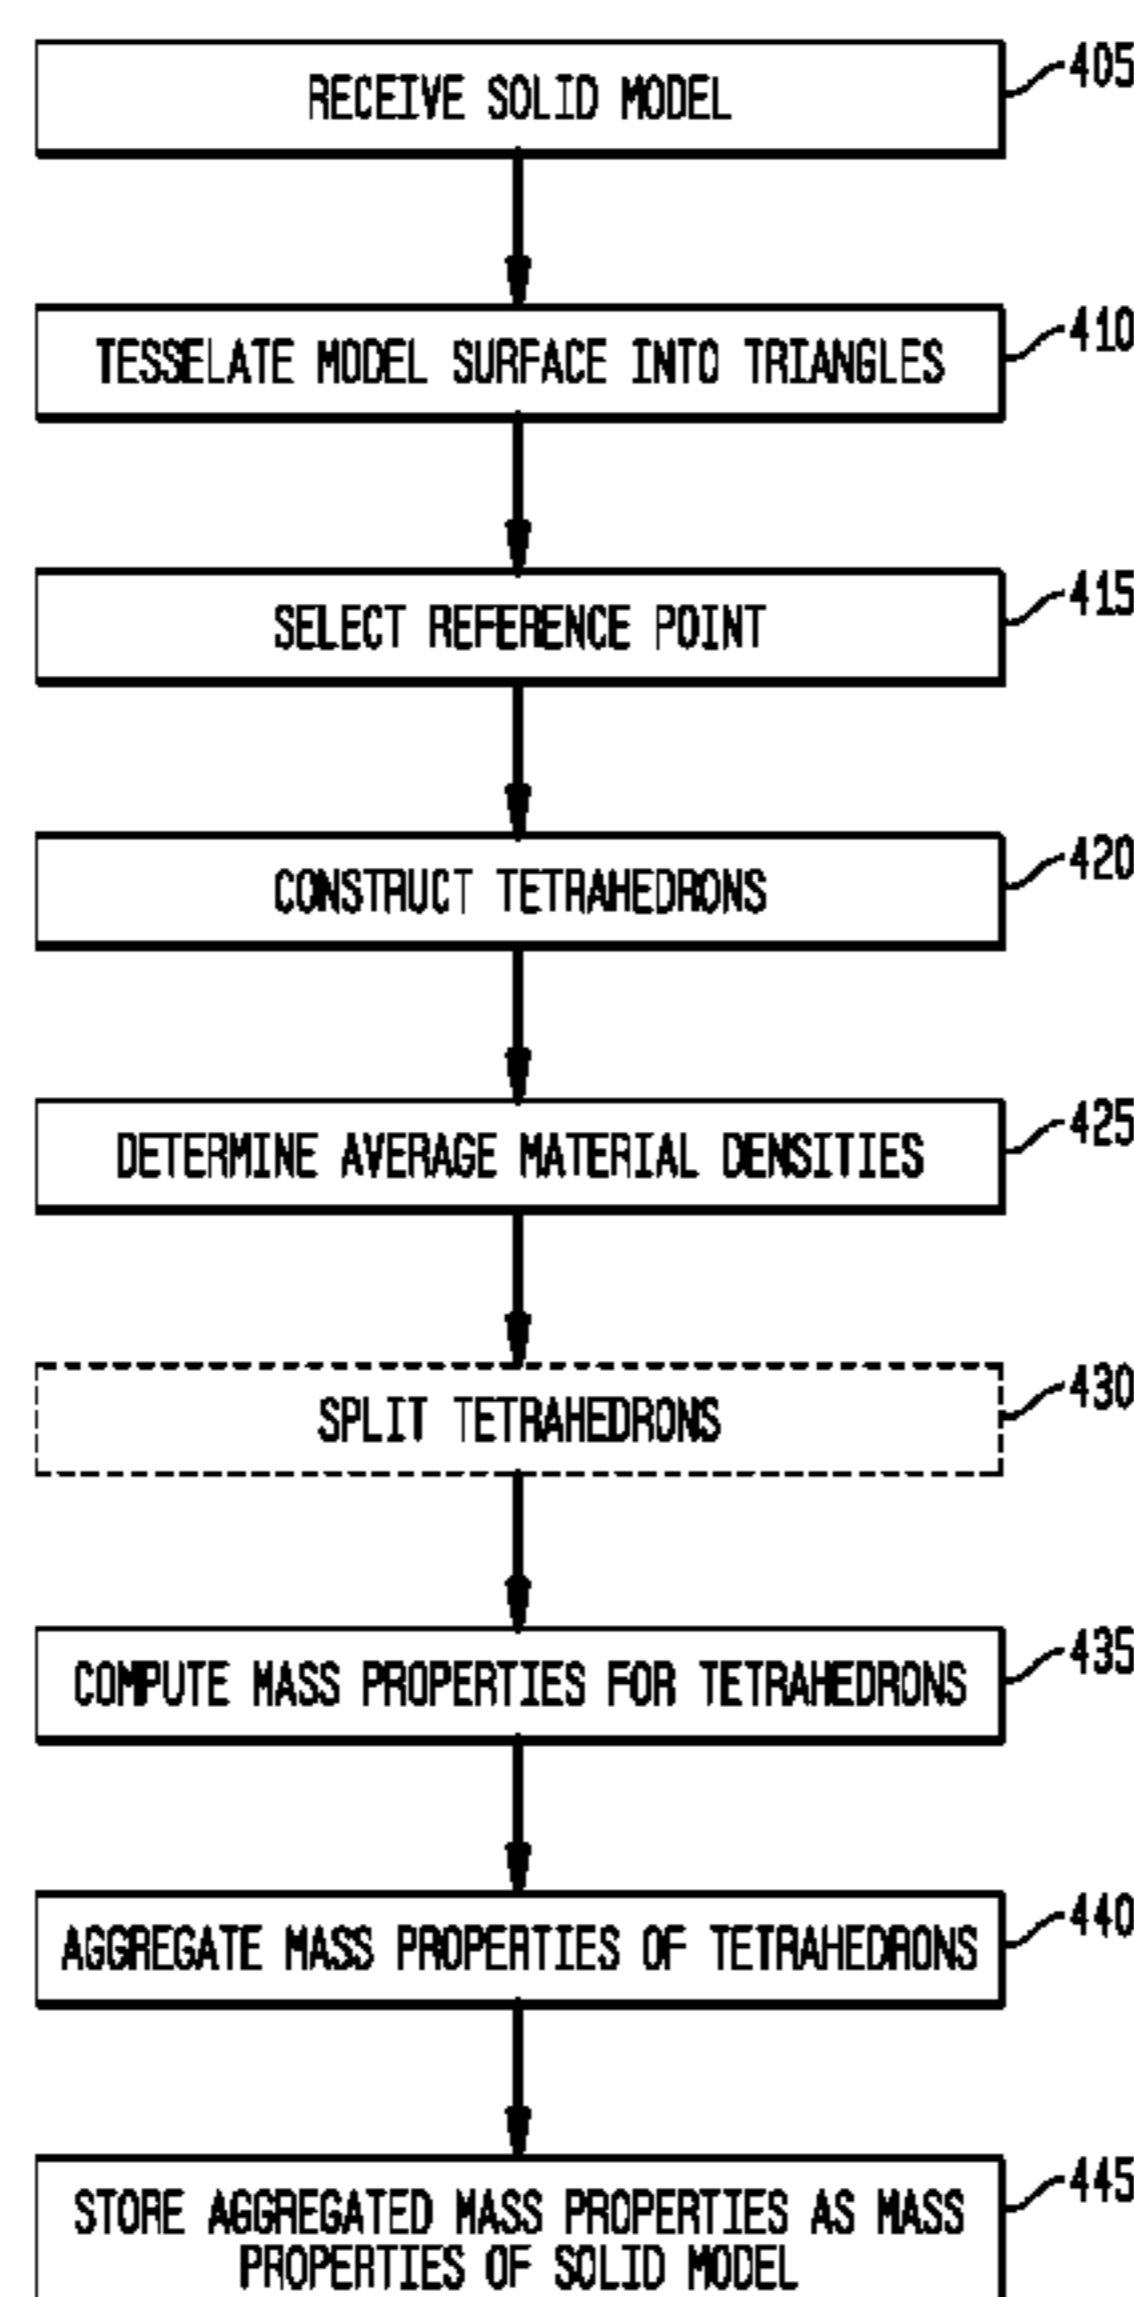 RECEIVE SOLID MODEL
405
TESSELATE MODEL SURFACE INTO TRIANGLES
410
SELECT REFERENCE POINT
415
CONSTRUCT TETRAHEDRONS
420
DETERMINE AVERAGE MATERIAL DENSITIES
425
SPLIT TETRAHEDRONS
430
COMPUTE MASS PROPERTIES FOR TETRAHEDRONS
435
AGGREGATE MASS PROPERTIES OF TETRAHEDRONS
440
STORE AGGREGATED MASS PROPERTIES AS MASS
PROPERTIES OF SOLID MODEL
445